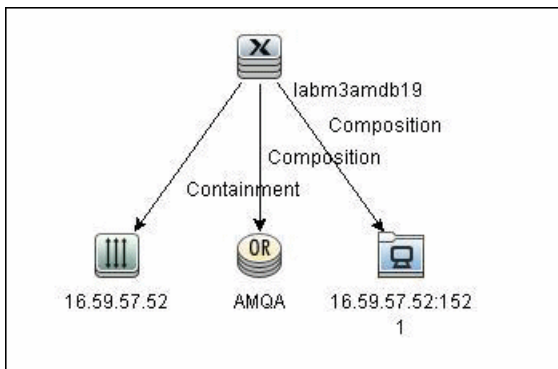 X
labm3amdb19
Composition
Composition
Containment
OR
16.59.57.52
AMQA
16.59.57.52:152
1